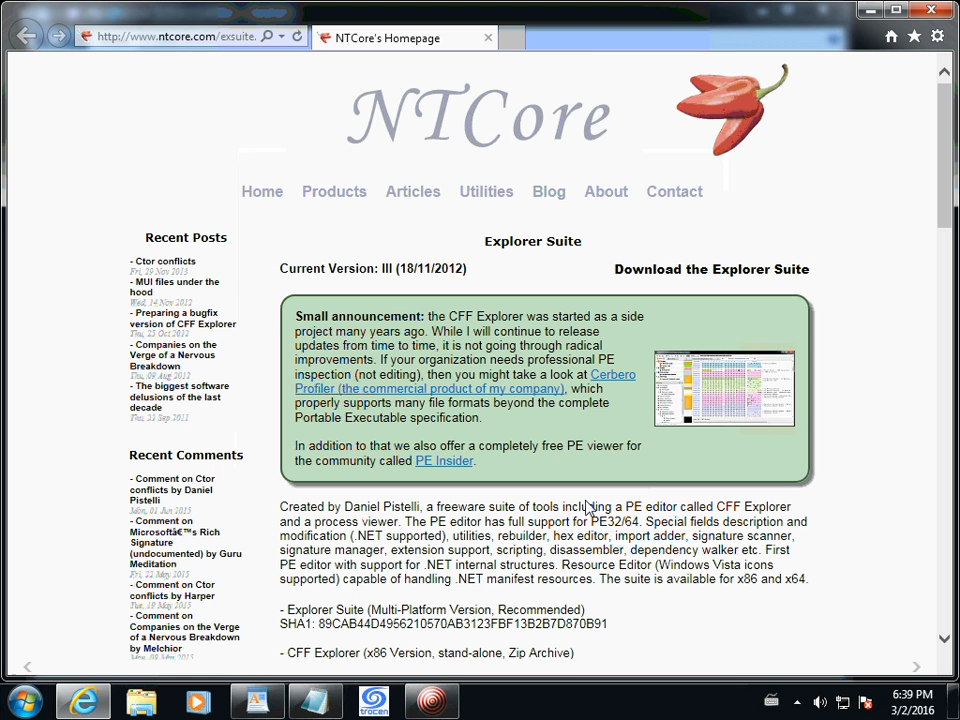 http://www.ntcore.com/exsuite.
NTCore's Homepage
NTCore
Home Products Articles Utilities Blog About Contact
Recent Posts
- Ctor conflicts
Fri, 29 Nov 2013
- MUI files under the
hood
Wed, 14 Nov 2012
- Preparing a bugfix
version of CFF Explorer
Thu, 25 Oct 2012
- Companies on the
Verge of a Nervous
Breakdown
Thu, 09 Aug 2012
- The biggest software
delusions of the last
decade
Thu, 22 Sep 2011
Recent Comments
- Comment on Ctor
conflicts by Daniel
Pistelli
Mon, 01 Jun 2015
- Comment on
Microsoftâ€™s Rich
Signature
(undocumented) by Guru
Meditation
Fri, 22 May 2015
- Comment on Ctor
conflicts by Harper
Tue, 19 May 2015
- Comment on
Companies on the Verge
of a Nervous Breakdown
by Melchior
Explorer Suite
Current Version: III (18/11/2012) Download the Explorer Suite
Small announcement: the CFF Explorer was started as a side
project many years ago. While I will continue to release
updates from time to time, it is not going through radical
improvements. If your organization needs professional PE
inspection (not editing), then you might take a look at Cerbero
Profiler (the commercial product of my company), which
properly supports many file formats beyond the complete
Portable Executable specification.
In addition to that we also offer a completely free PE viewer for
the community called PE Insider.
Created by Daniel Pistelli, a freeware suite of tools including a PE editor called CFF Explorer
and a process viewer. The PE editor has full support for PE32/64. Special fields description and
modification (.NET supported), utilities, rebuilder, hex editor, import adder, signature scanner,
signature manager, extension support, scripting, disassembler, dependency walker etc. First
PE editor with support for .NET internal structures. Resource Editor (Windows Vista icons
supported) capable of handling .NET manifest resources. The suite is available for x86 and x64.
- Explorer Suite (Multi-Platform Version, Recommended)
SHA1: 89CAB44D4956210570AB3123FBF13B2B7D870B91
- CFF Explorer (x86 Version, stand-alone, Zip Archive)
trocen
6:39 PM
3/2/2016